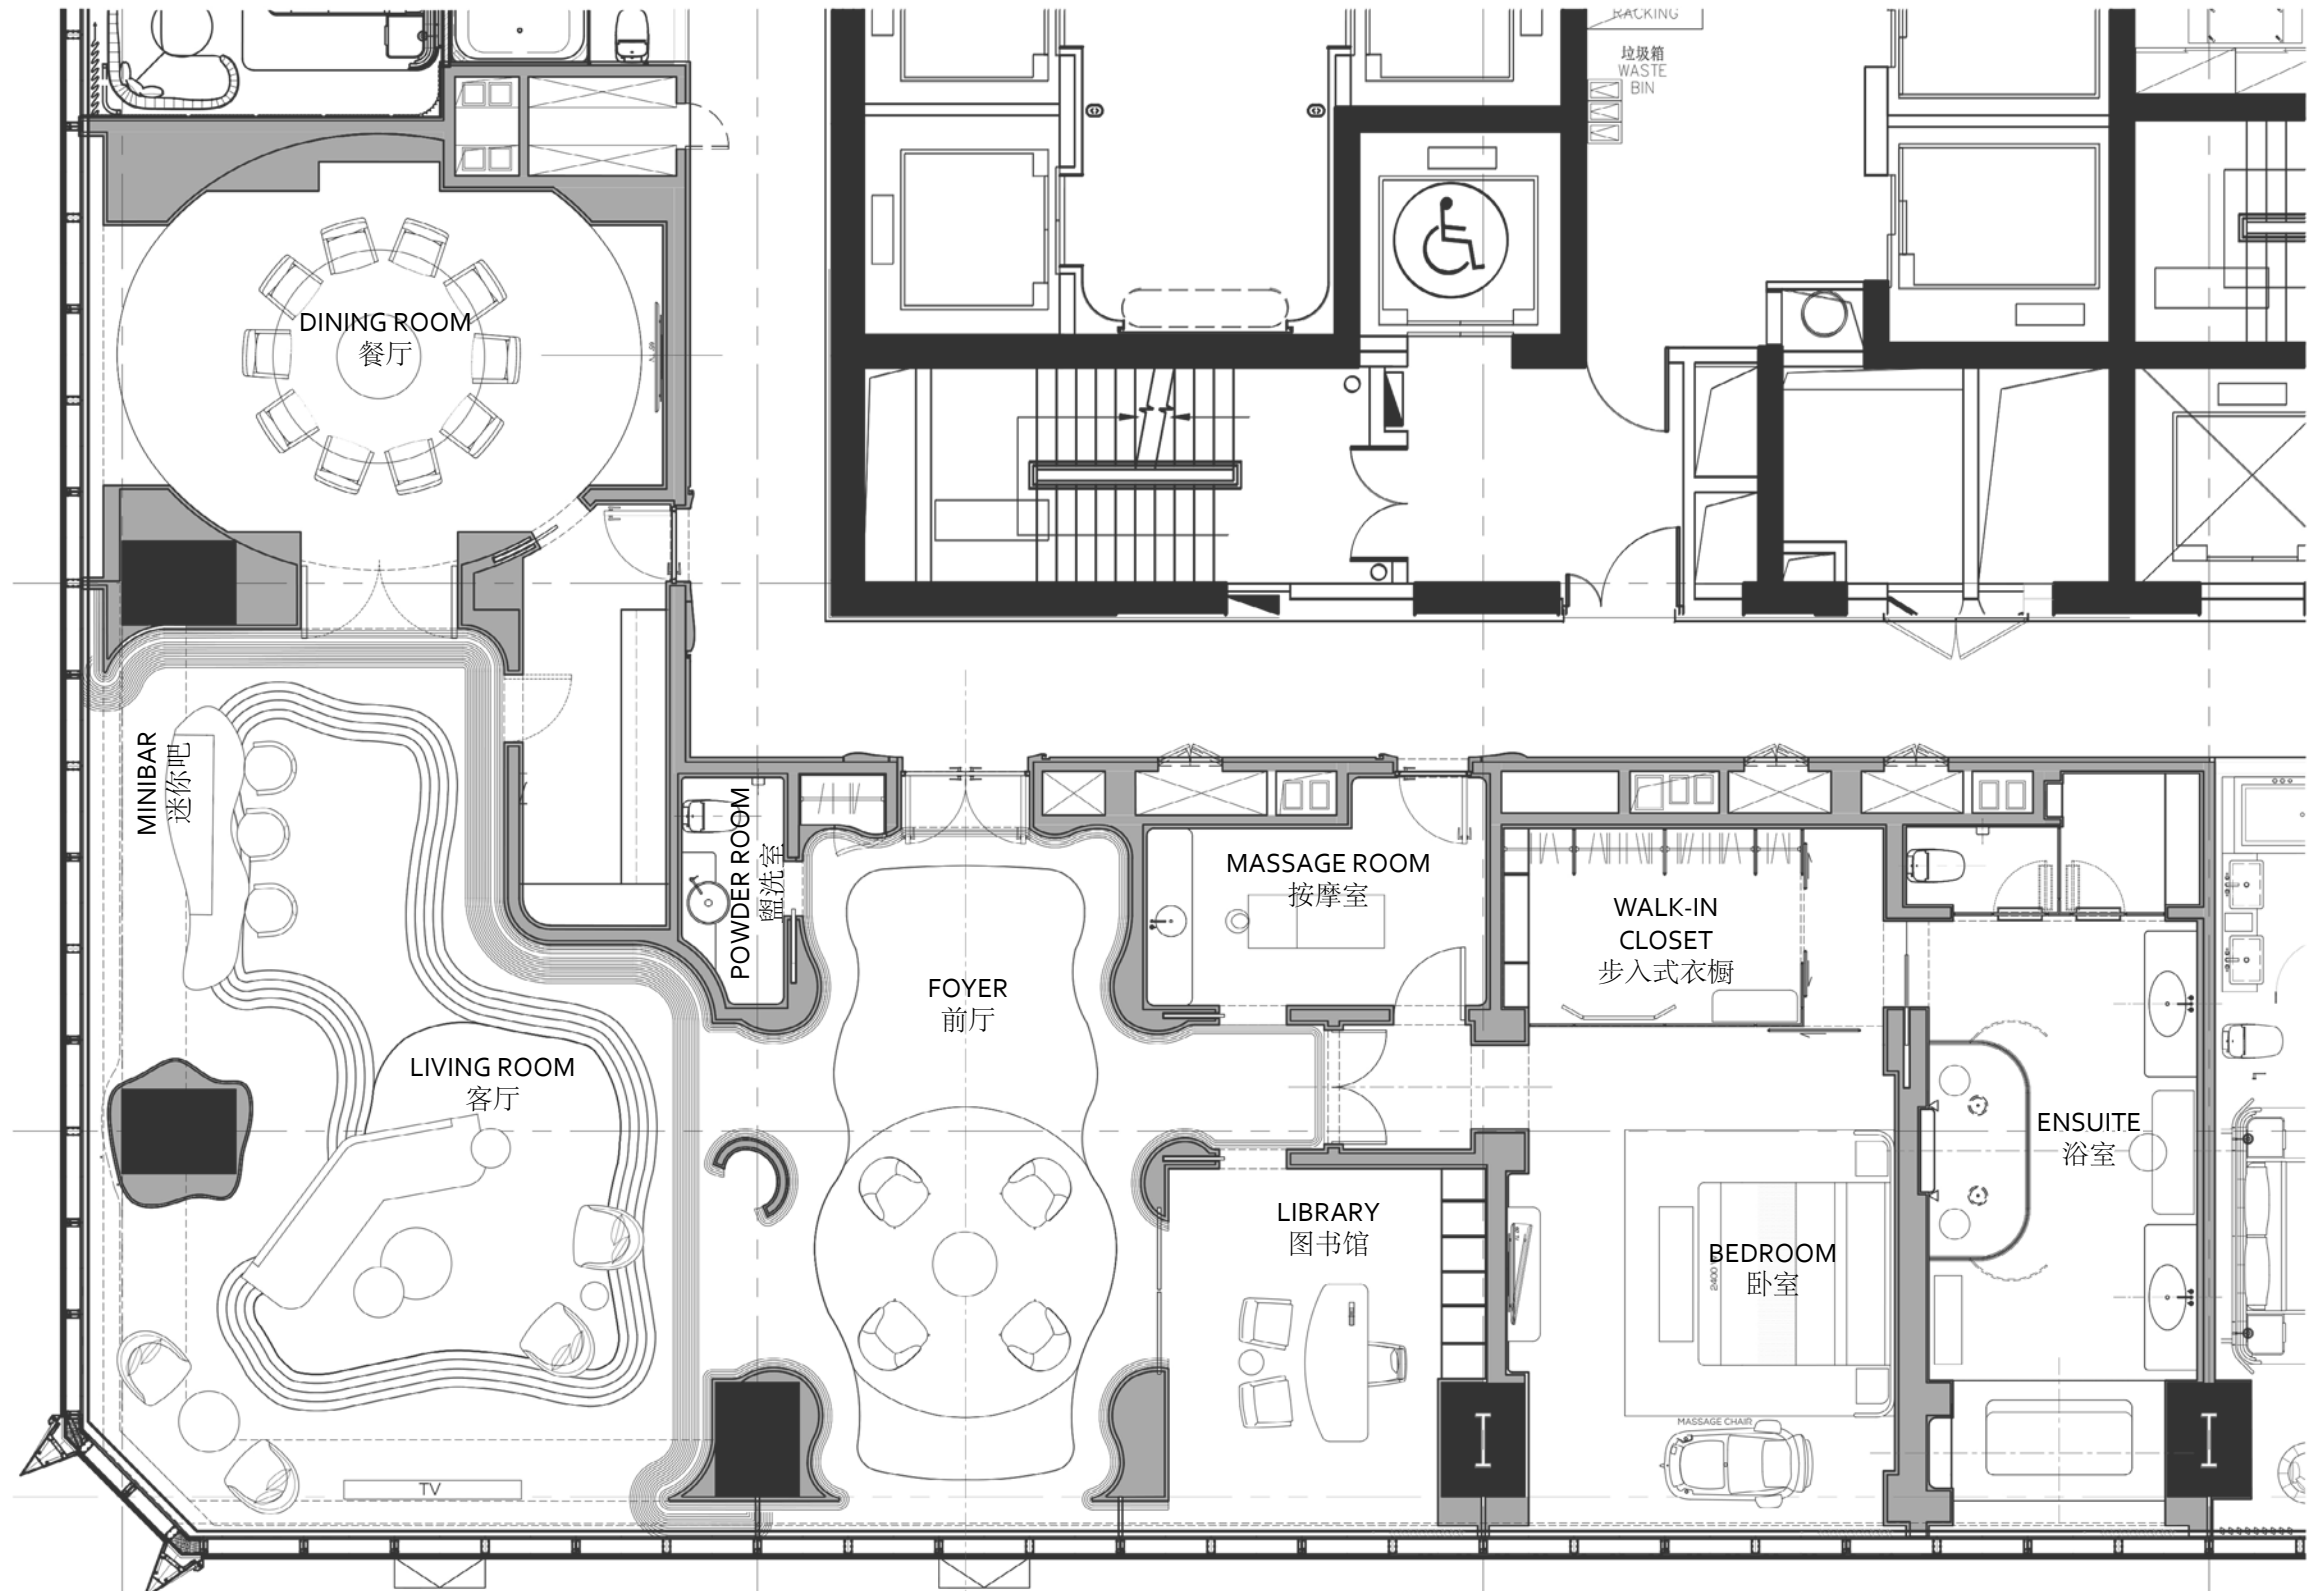 RACKING
垃圾箱
WASTE
BIN
DINING ROOM
餐厅
MINIBAR
迷你吧
POWDER ROOM
盥洗室
MASSAGE ROOM
按摩室
WALK-IN
CLOSET
步入式衣橱
FOYER
前厅
LIVING ROOM
客厅
ENSUITE
浴室
LIBRARY
图书馆
BEDROOM
卧室
2400
MASSAGE CHAIR
TV